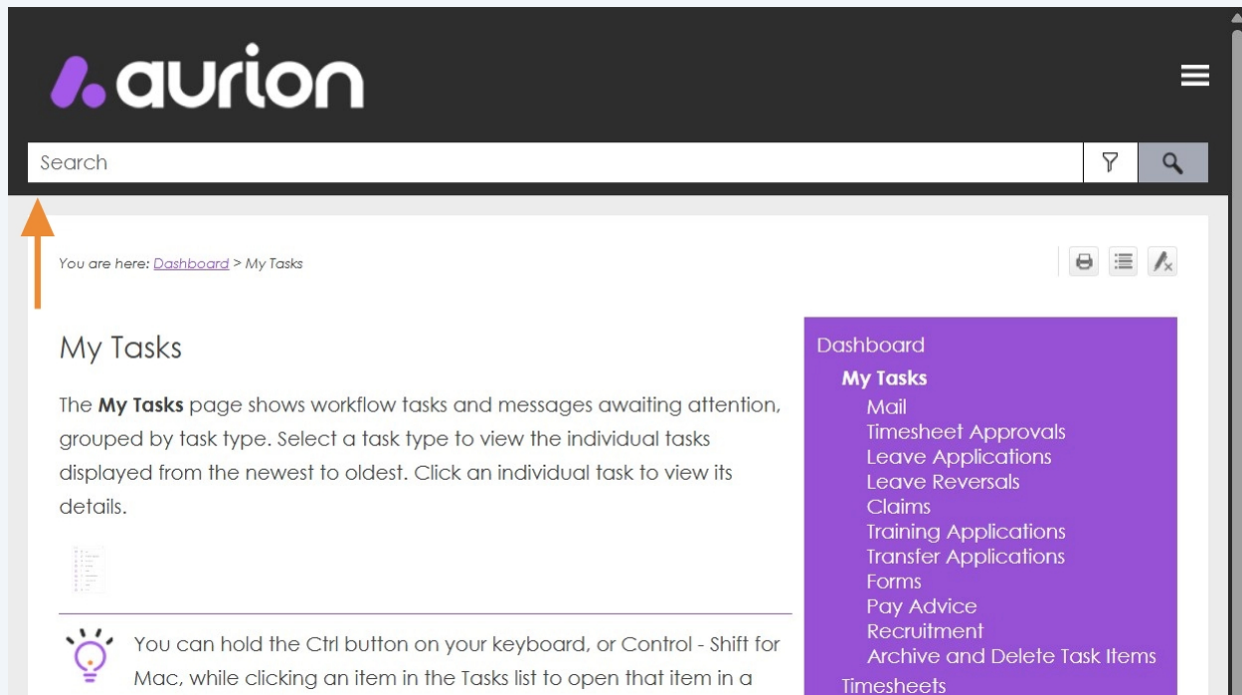 aurion
Search
You are here: Dashboard > My Tasks
My Tasks
The My Tasks page shows workflow tasks and messages awaiting attention,
grouped by task type. Select a task type to view the individual tasks
displayed from the newest to oldest. Click an individual task to view its
details.
You can hold the Ctrl button on your keyboard, or Control - Shift for
Mac, while clicking an item in the Tasks list to open that item in a
Dashboard
My Tasks
Mail
Timesheet Approvals
Leave Applications
Leave Reversals
Claims
Training Applications
Transfer Applications
Forms
Pay Advice
Recruitment
Archive and Delete Task Items
Timesheets